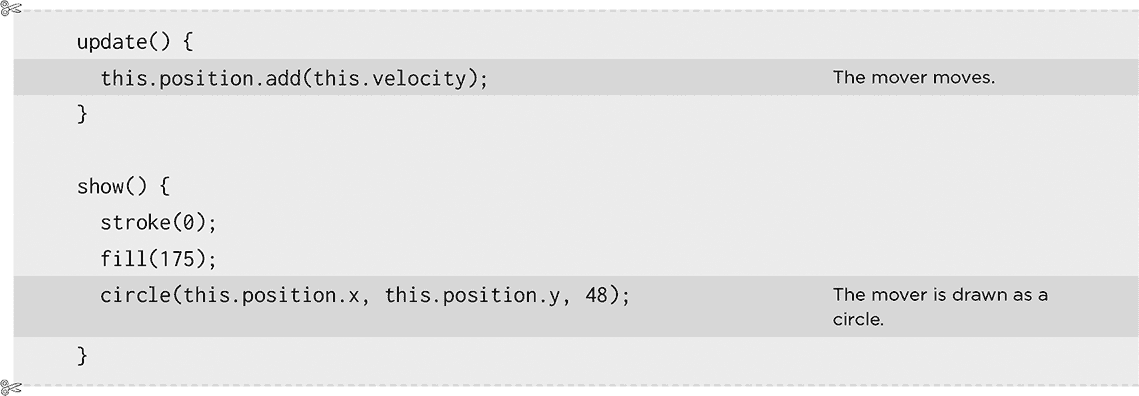 update() {
this.position.add(this.velocity);
The mover moves.
}
show() {
stroke(0);
fill(175);
circle(this.position.x, this.position.y, 48);
The mover is drawn as a
circle.
}